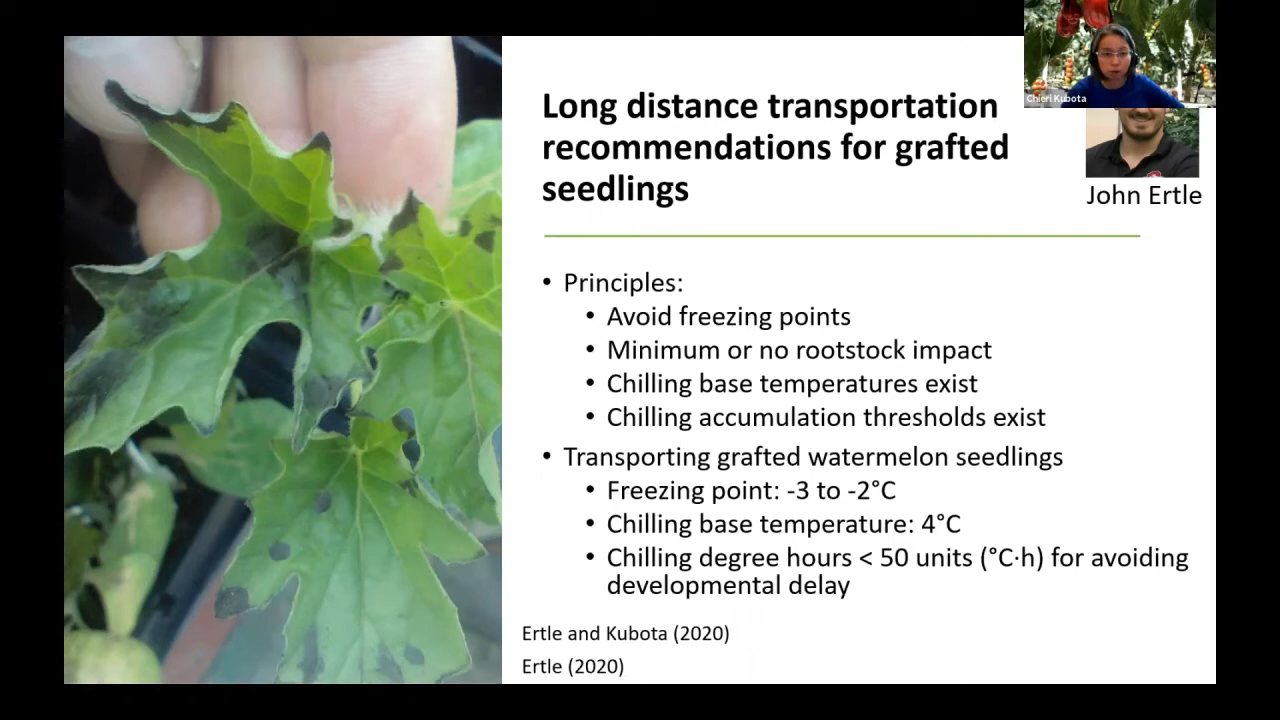 Chieri Kubota
Long distance transportation
recommendations for grafted
seedlings
John Ertle
• Principles:
• Avoid freezing points
• Minimum or no rootstock impact
• Chilling base temperatures exist
• Chilling accumulation thresholds exist
• Transporting grafted watermelon seedlings
• Freezing point: -3 to -2°C
• Chilling base temperature: 4°C
• Chilling degree hours < 50 units (°C·h) for avoiding
developmental delay
Ertle and Kubota (2020)
Ertle (2020)